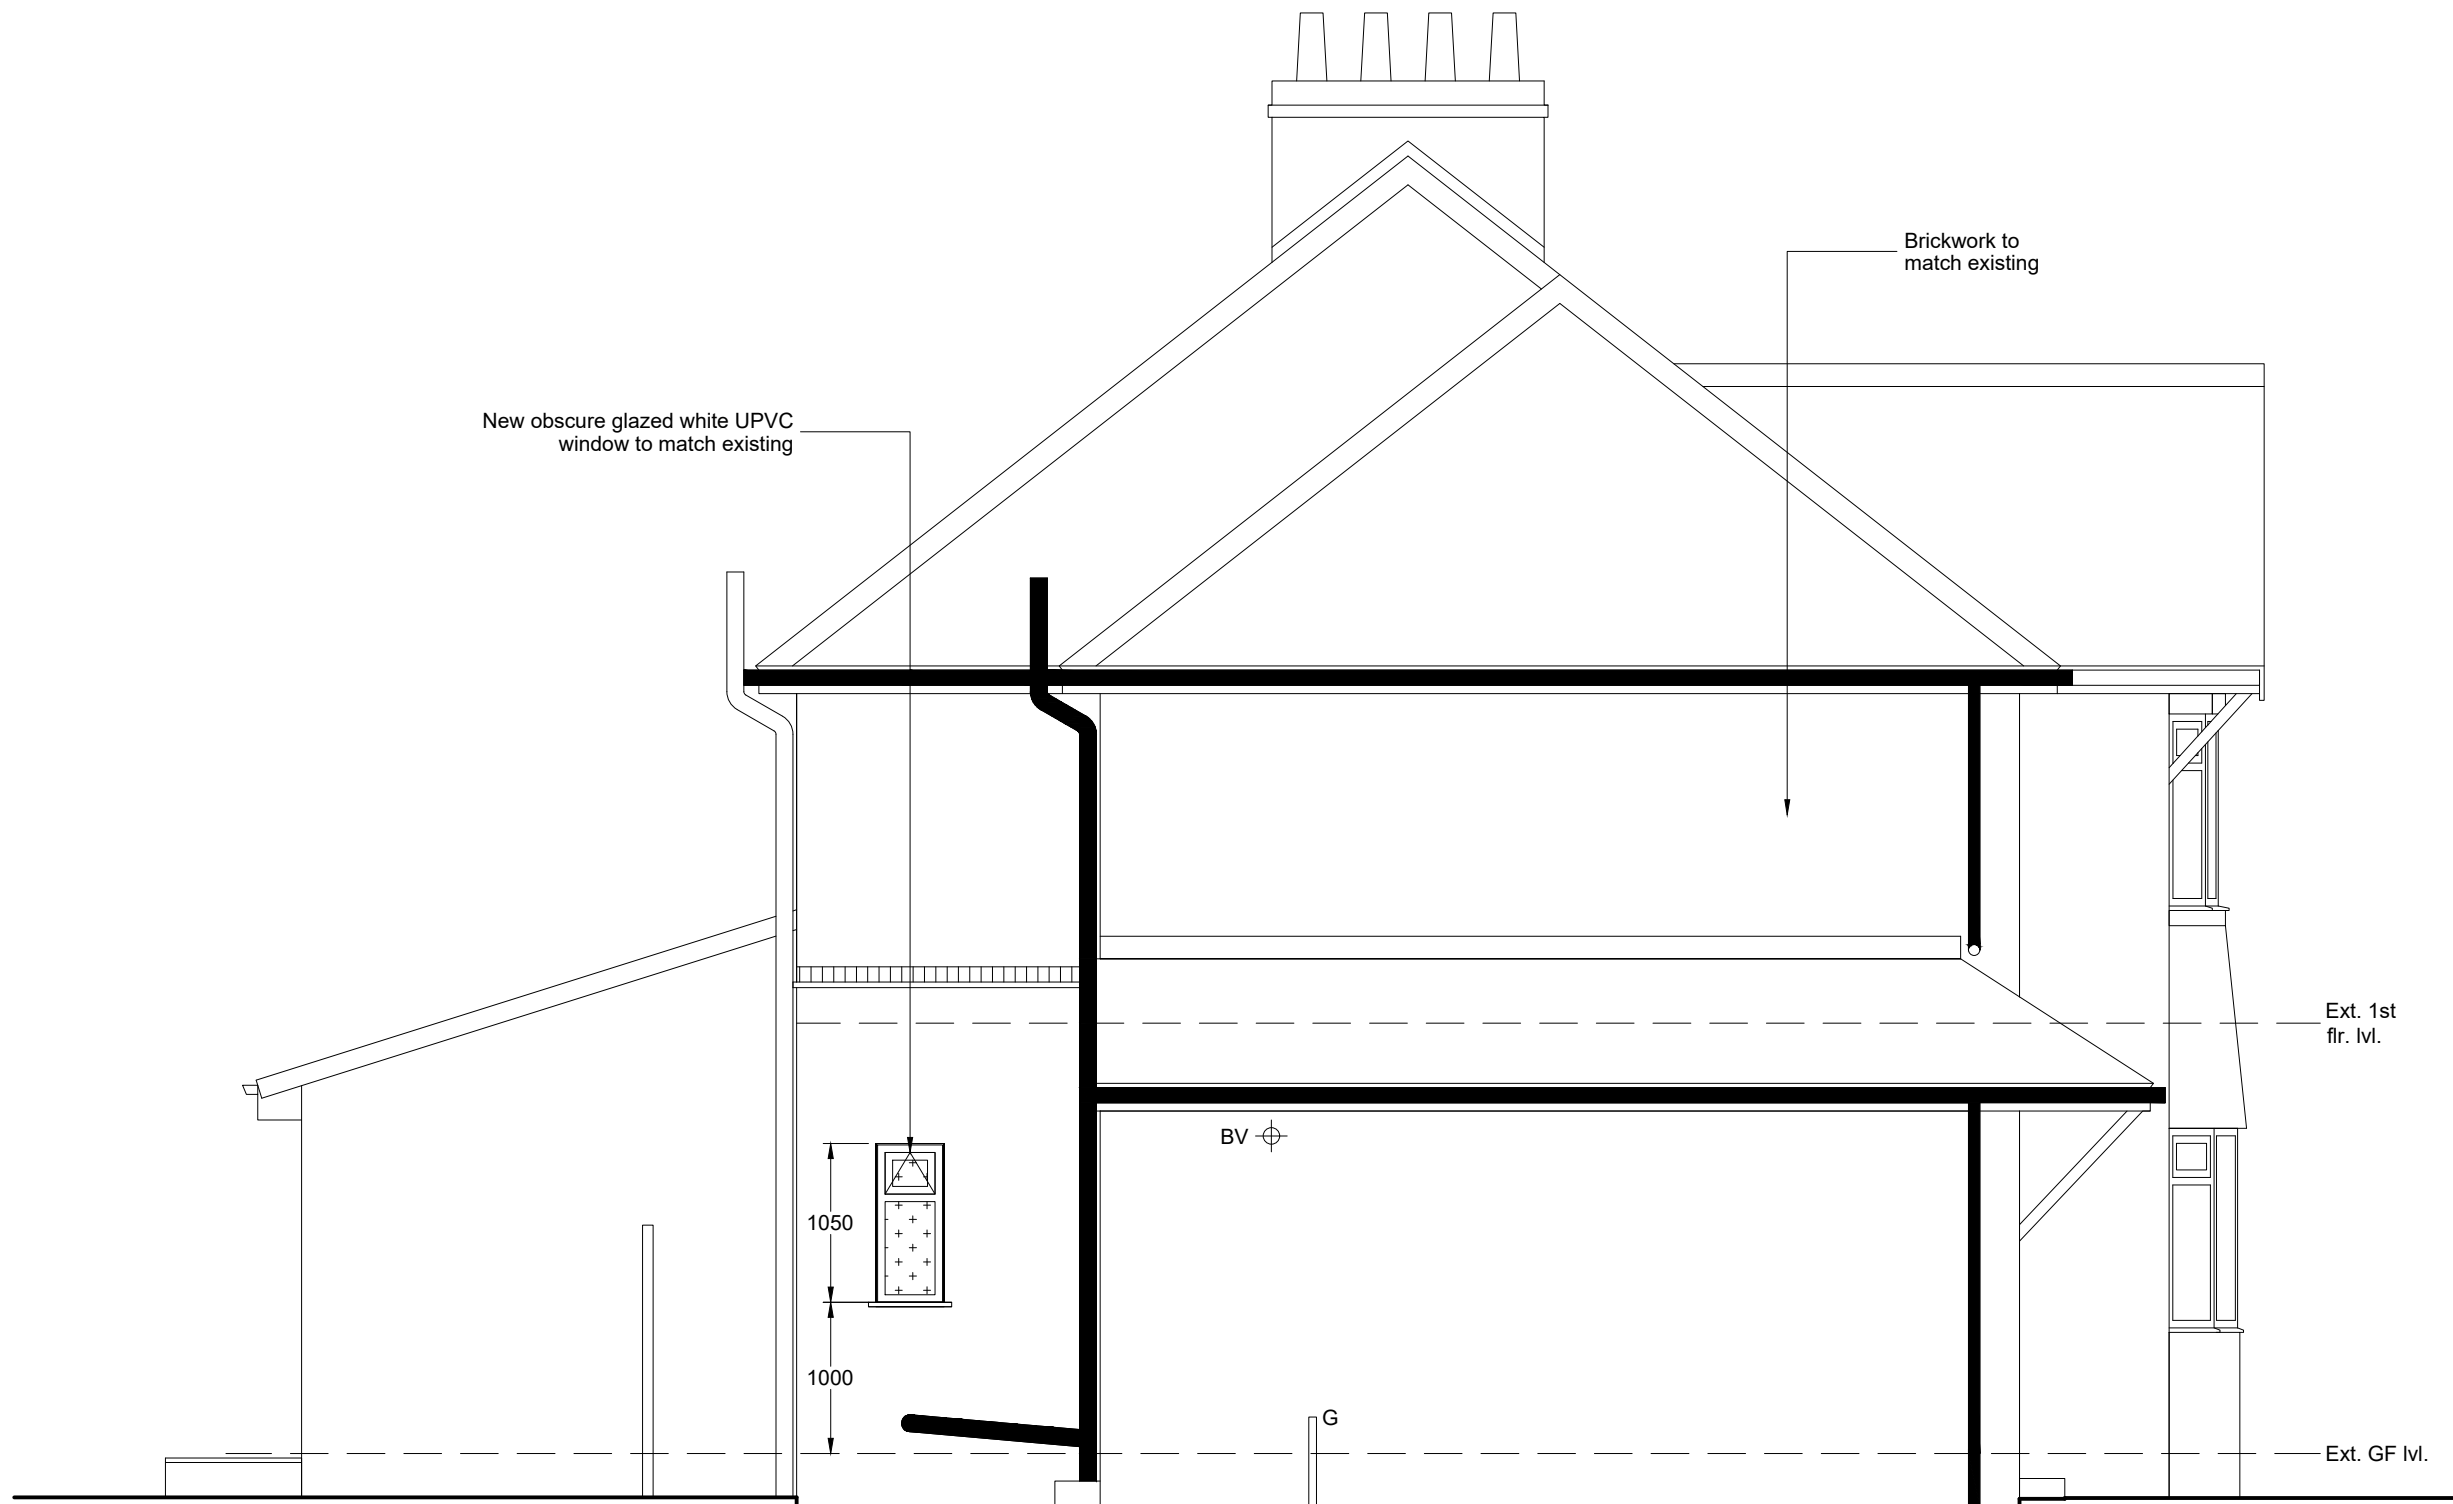 Brickwork to
match existing
New obscure glazed white UPVC
window to match existing
Ext. 1st
flr. lvl.
BV
1050
1000
G
Ext. GF lvl.